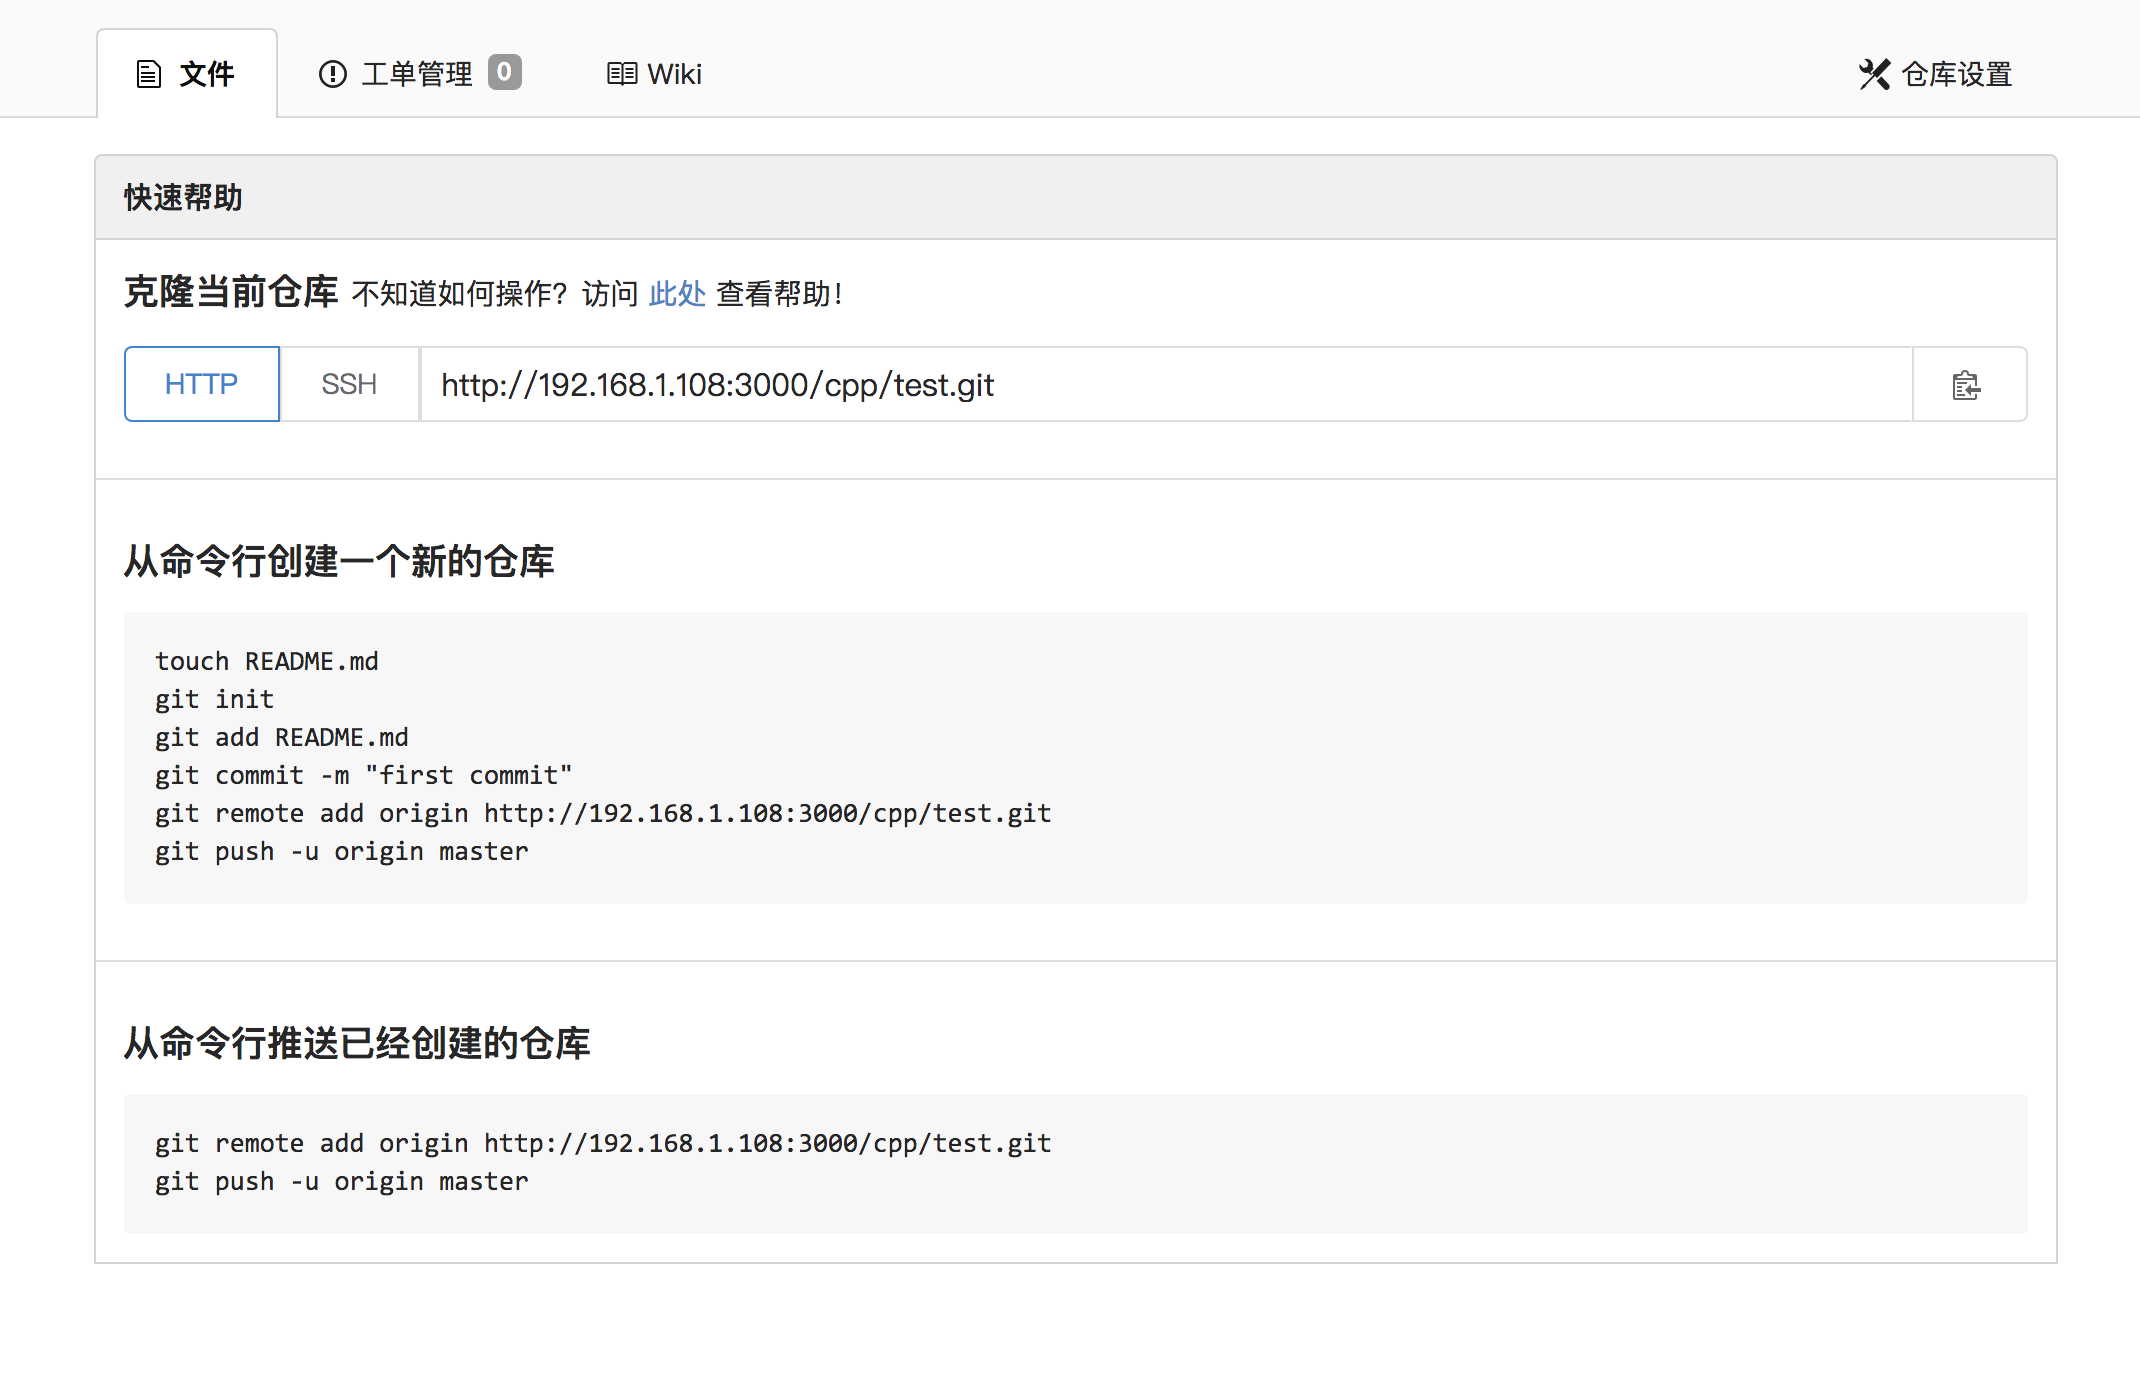 文件 工单管理 0 Wiki 仓库设置
快速帮助
克隆当前仓库 不知道如何操作？访问 此处 查看帮助！
HTTP SSH http://192.168.1.108:3000/cpp/test.git
从命令行创建一个新的仓库
touch README.md
git init
git add README.md
git commit -m "first commit"
git remote add origin http://192.168.1.108:3000/cpp/test.git
git push -u origin master
从命令行推送已经创建的仓库
git remote add origin http://192.168.1.108:3000/cpp/test.git
git push -u origin master